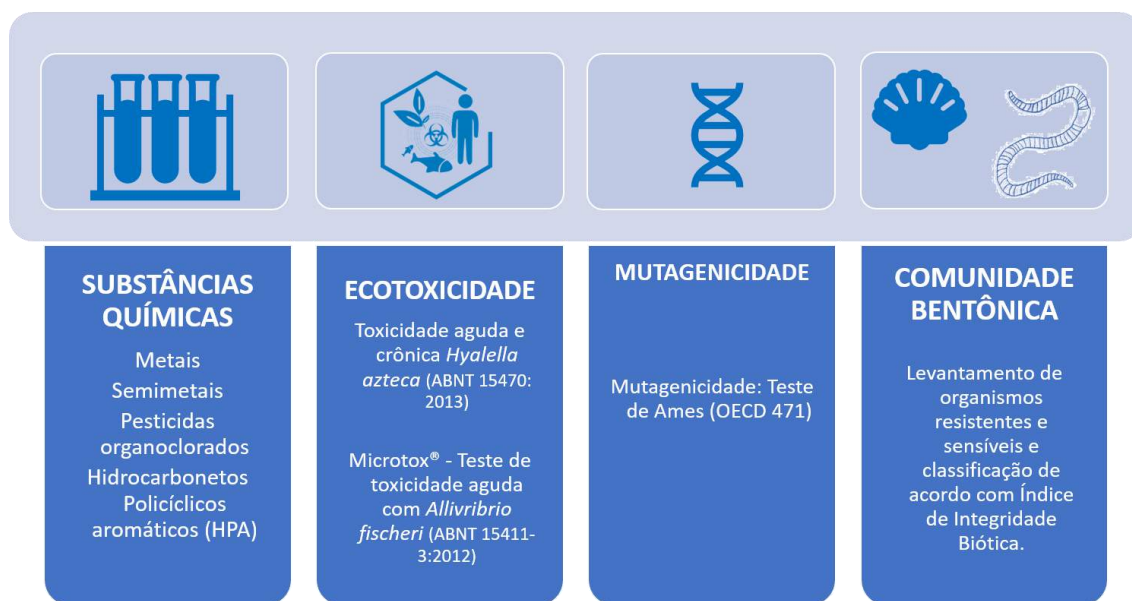 SUBSTÂNCIAS
QUÍMICAS
Metais
Semimetais
Pesticidas
organoclorados
Hidrocarbonetos
Policíclicos
aromáticos (HPA)
ECOTOXICIDADE
Toxicidade aguda e
crônica Hyalella
azteca (ABNT 15470:
2013)
Microtox® - Teste de
toxicidade aguda
com Allivribrio
fischeri (ABNT 15411-
3:2012)
MUTAGENICIDADE
Mutagenicidade: Teste
de Ames (OECD 471)
COMUNIDADE
BENTÔNICA
Levantamento de
organismos
resistentes e
sensíveis e
classificação de
acordo com Índice
de Integridade
Biótica.